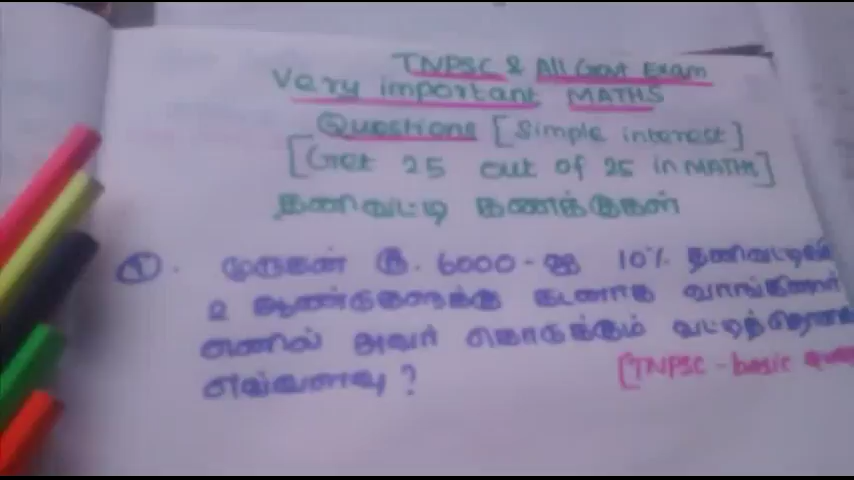 TNPSC & All Govt Exam
Very important MATHS
Questions [Simple interest]
[Get 25 out of 25 in MATHS]
தனிவட்டி கணக்குகள்
1. முருகன் ரூ. 6000-ஐ 10% தனிவட்டியில்
2 ஆண்டுகளுக்கு கடனாக வாங்கினார்
எனில் அவர் கொடுக்கும் வட்டித்தொகை
எவ்வளவு?
[TNPSC - basic